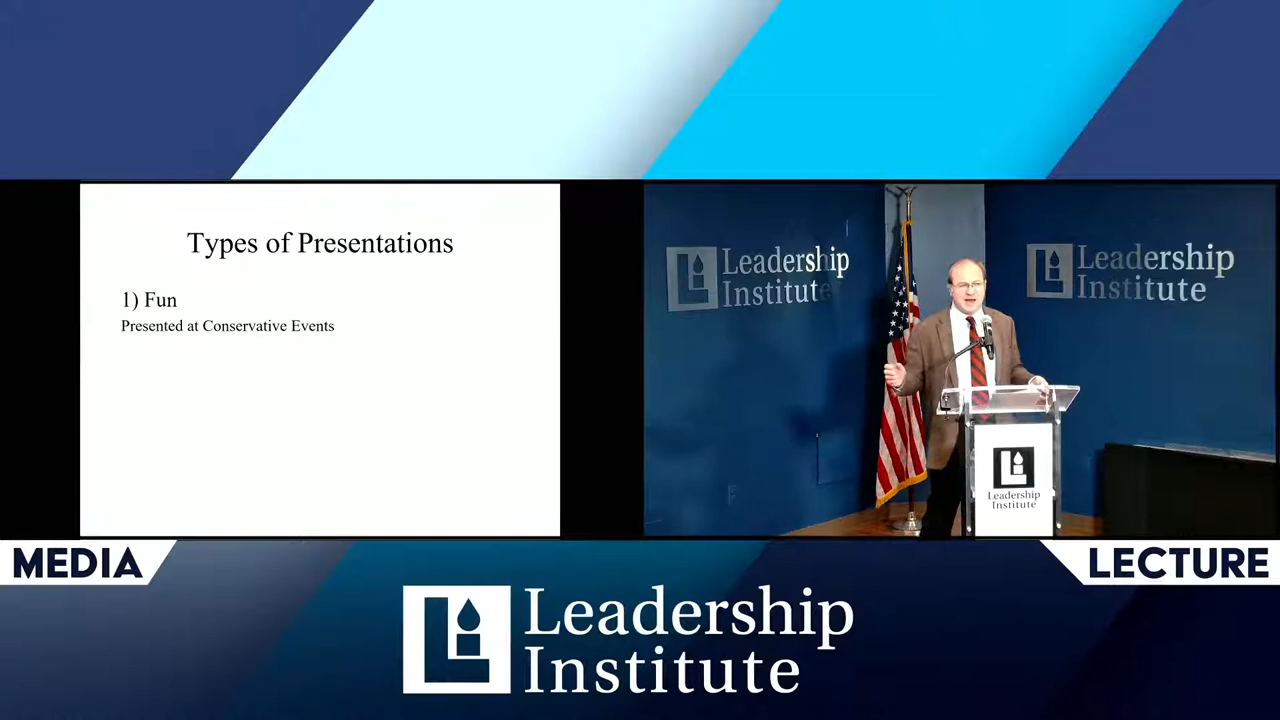 Types of Presentations
1) Fun
Presented at Conservative Events
Leadership
Institute
Leadership
Institute
Leadership
Institute
MEDIA
LECTURE
Leadership
Institute